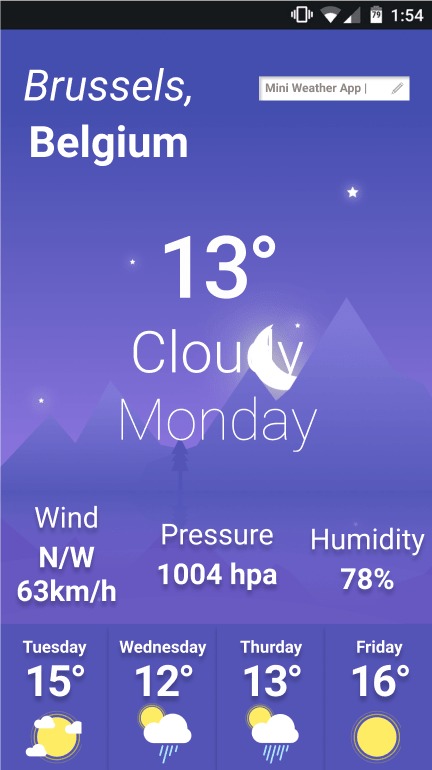 79 1:54
Brussels,
Mini Weather App |
Belgium
13°
Cloudy
Monday
Wind
N/W
63km/h
Pressure
1004 hpa
Humidity
78%
Tuesday
15°
Wednesday
12°
Thurday
13°
Friday
16°